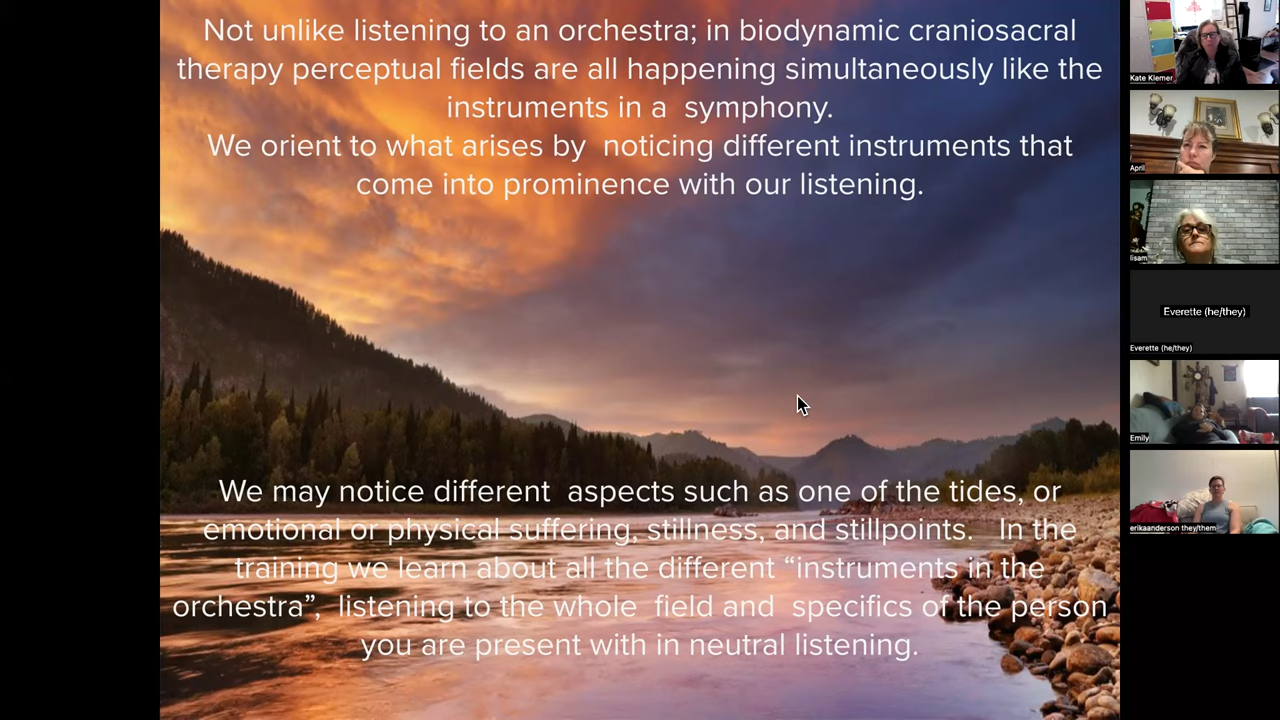 Not unlike listening to an orchestra; in biodynamic craniosacral
therapy perceptual fields are all happening simultaneously like the
instruments in a  symphony.
We orient to what arises by  noticing different instruments that
come into prominence with our listening.
We may notice different  aspects such as one of the tides, or
emotional or physical suffering, stillness, and stillpoints.   In the
training we learn about all the different “instruments in the
orchestra”,  listening to the whole  field and  specifics of the person
you are present with in neutral listening.
Kate Klemer
April
lisam
Everette (he/they)
Everette (he/they)
Emily
erikaanderson they/them